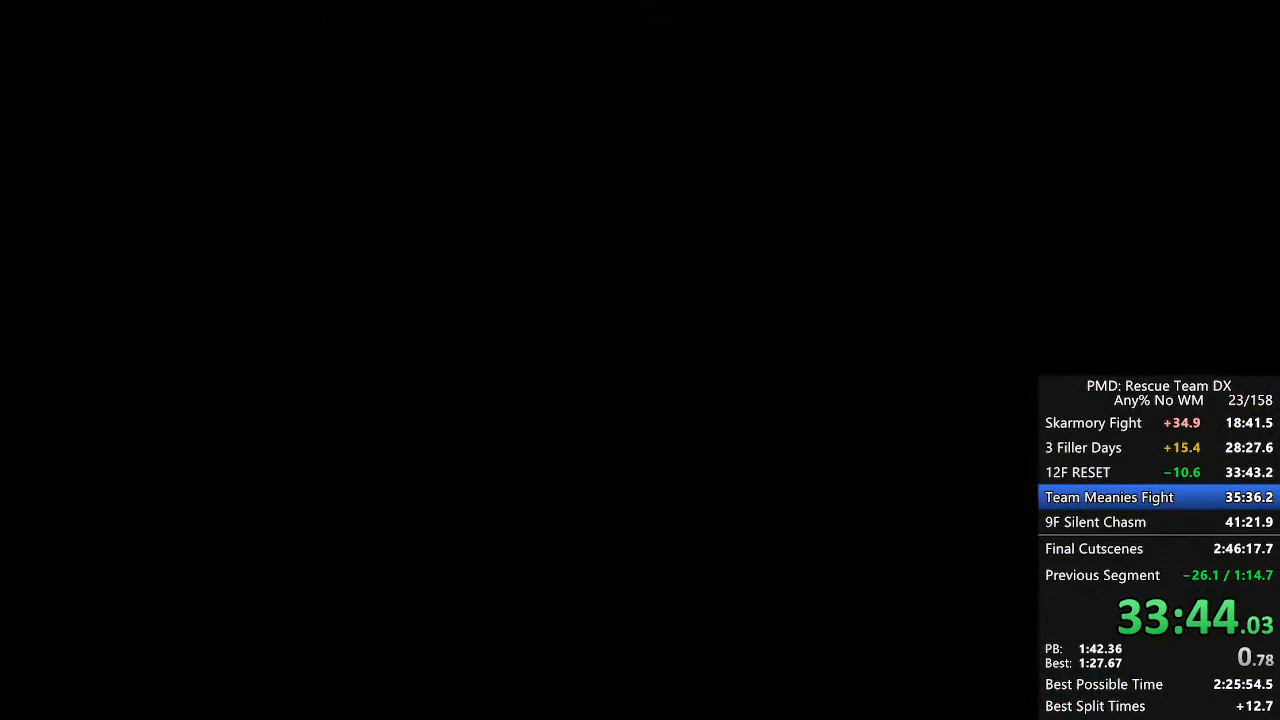 PMD: Rescue Team DX
Any% No WM 23/158
Skarmory Fight +34.9 18:41.5
3 Filler Days +15.4 28:27.6
12F RESET −10.6 33:43.2
Team Meanies Fight 35:36.2
9F Silent Chasm 41:21.9
Final Cutscenes 2:46:17.7
Previous Segment −26.1 / 1:14.7
33:44.03
PB: 1:42.36
Best: 1:27.67
0.78
Best Possible Time 2:25:54.5
Best Split Times +12.7